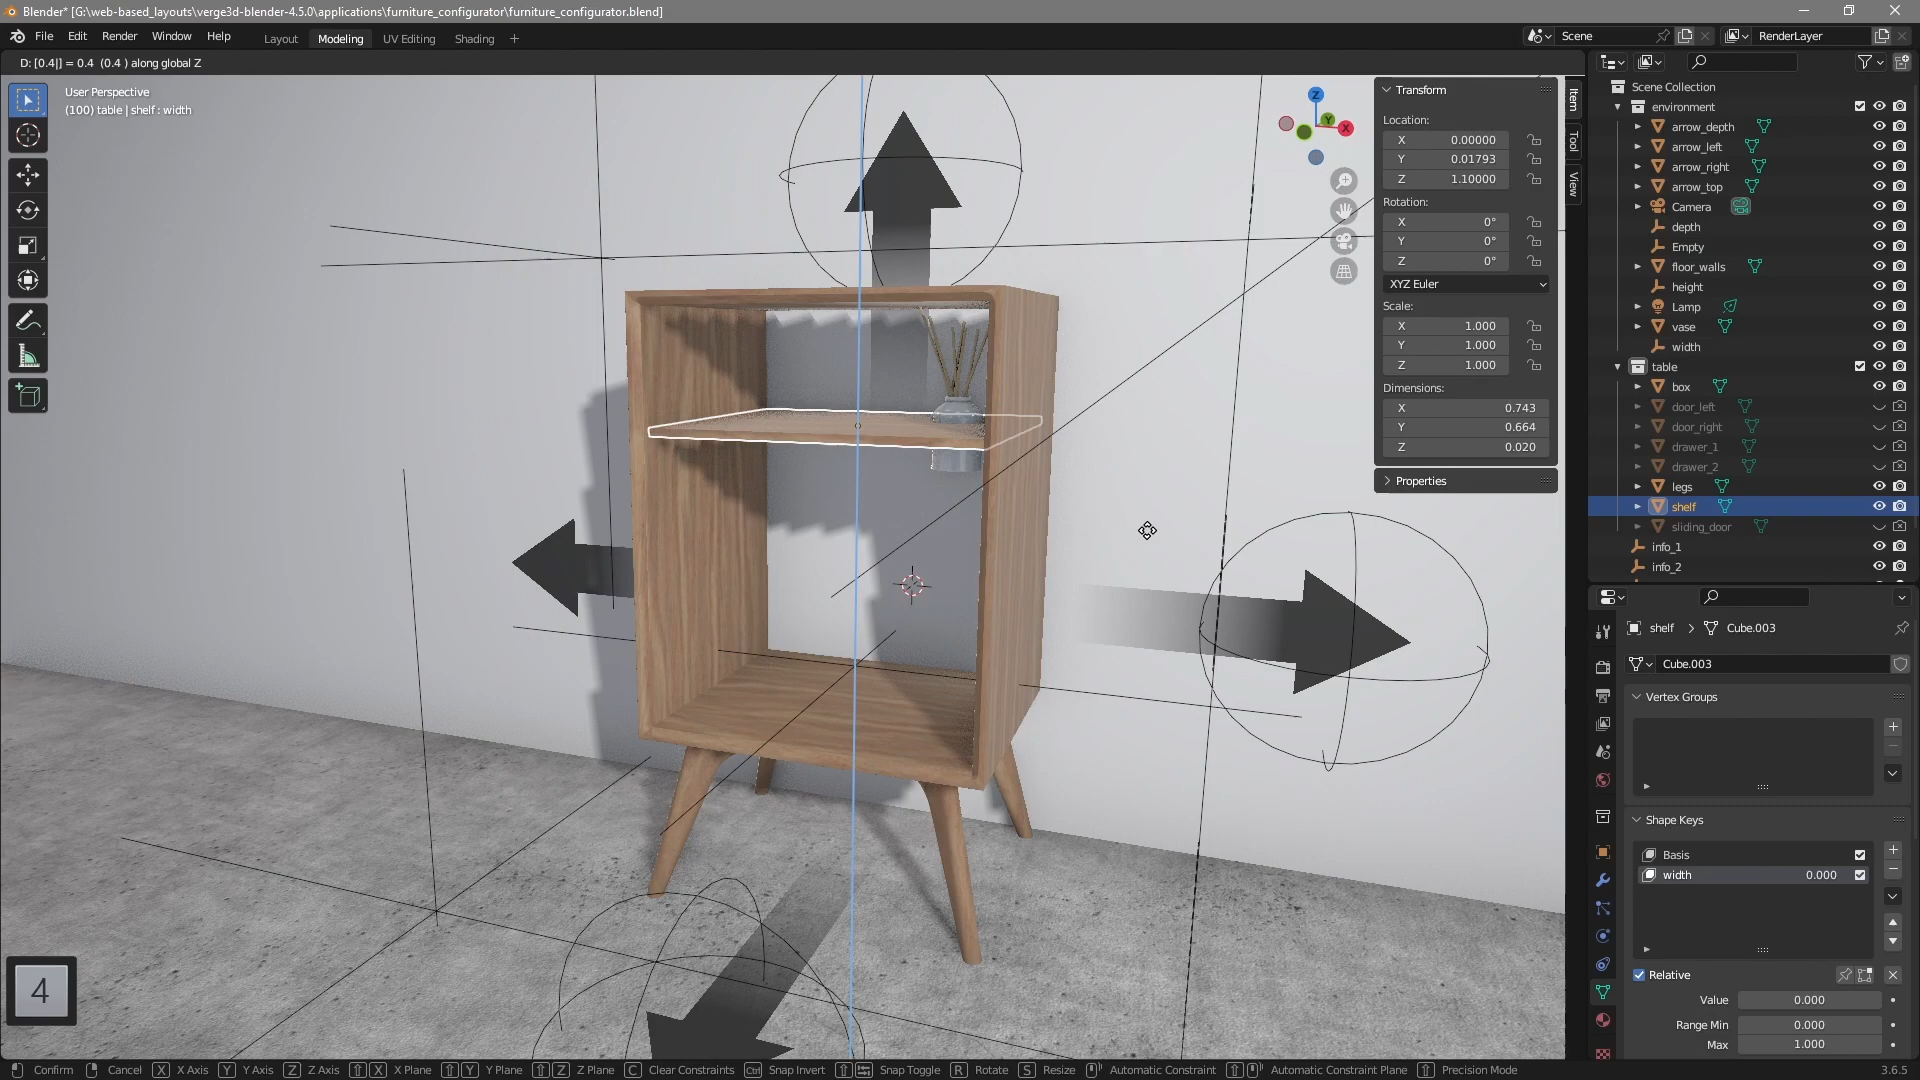 Blender* [G:\web-based_layouts\verge3d-blender-4.5.0\applications\furniture_configurator\furniture_configurator.blend]
File Edit Render Window Help
Layout Modeling UV Editing Shading +
Scene
RenderLayer
D: [0.4|] = 0.4 (0.4 ) along global Z
User Perspective
(100) table | shelf : width
Z
Y
X
Transform
Location:
X 0.00000
Y 0.01793
Z 1.10000
Rotation:
X 0°
Y 0°
Z 0°
XYZ Euler
Scale:
X 1.000
Y 1.000
Z 1.000
Dimensions:
X 0.743
Y 0.664
Z 0.020
Properties
Item
Tool
View
Scene Collection
environment
arrow_depth
arrow_left
arrow_right
arrow_top
Camera
depth
Empty
floor_walls
height
Lamp
vase
width
table
box
door_left
door_right
drawer_1
drawer_2
legs
shelf
sliding_door
info_1
info_2
shelf > Cube.003
Cube.003
Vertex Groups
Shape Keys
Basis
width 0.000
Relative
Value 0.000
Range Min 0.000
Max 1.000
4
Confirm Cancel X X Axis Y Y Axis Z Z Axis X X Plane Y Y Plane Z Z Plane C Clear Constraints Ctrl Snap Invert Snap Toggle R Rotate S Resize Automatic Constraint Automatic Constraint Plane Precision Mode
3.6.5